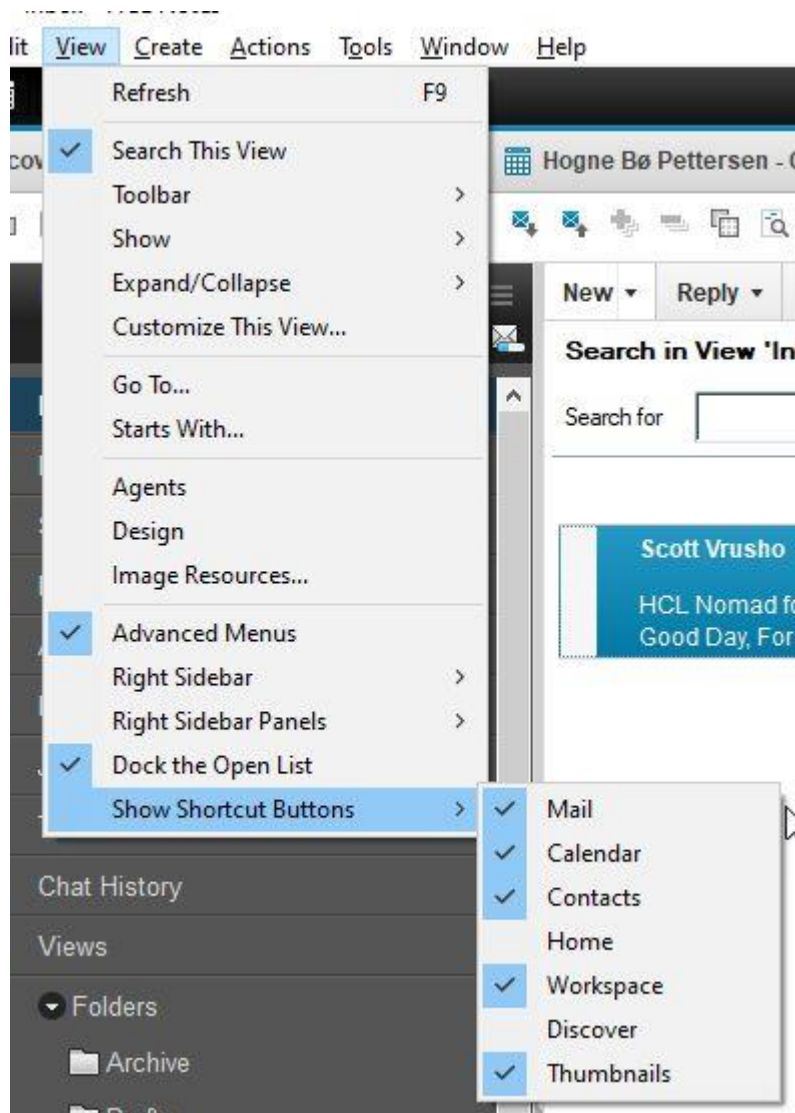 View Create Actions Tools Window Help
Refresh F9
Search This View
Toolbar
Show
Expand/Collapse
Customize This View...
Go To...
Starts With...
Agents
Design
Image Resources...
Advanced Menus
Right Sidebar
Right Sidebar Panels
Dock the Open List
Show Shortcut Buttons
Mail
Calendar
Contacts
Home
Workspace
Discover
Thumbnails
Hogne Bø Pettersen -
New Reply
Search in View 'In
Search for
Scott Vrusho
HCL Nomad fo
Good Day, For
Chat History
Views
Folders
Archive